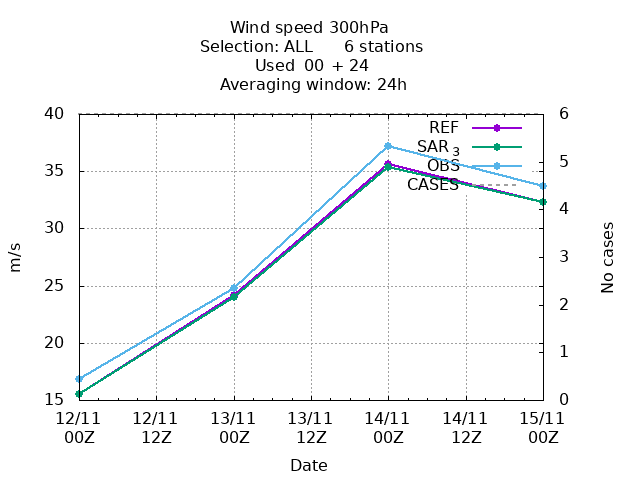 Wind speed 300hPa
Selection: ALL 6 stations
Used 00 + 24
Averaging window: 24h
40
35
30
25
20
15
m/s
6
5
4
3
2
1
0
No cases
REF
SAR 3
OBS
CASES
12/11 12/11 13/11 13/11 14/11 14/11 15/11
00Z 12Z 00Z 12Z 00Z 12Z 00Z
Date